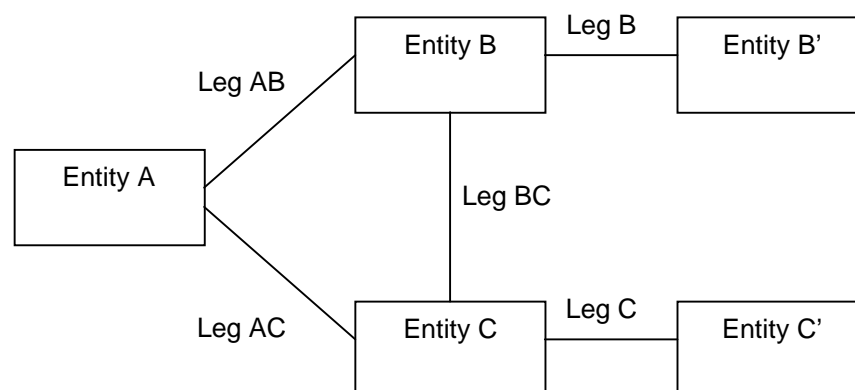 Entity B
Leg B
Entity B’
Leg AB
Entity A
Leg BC
Leg AC
Entity C
Leg C
Entity C’